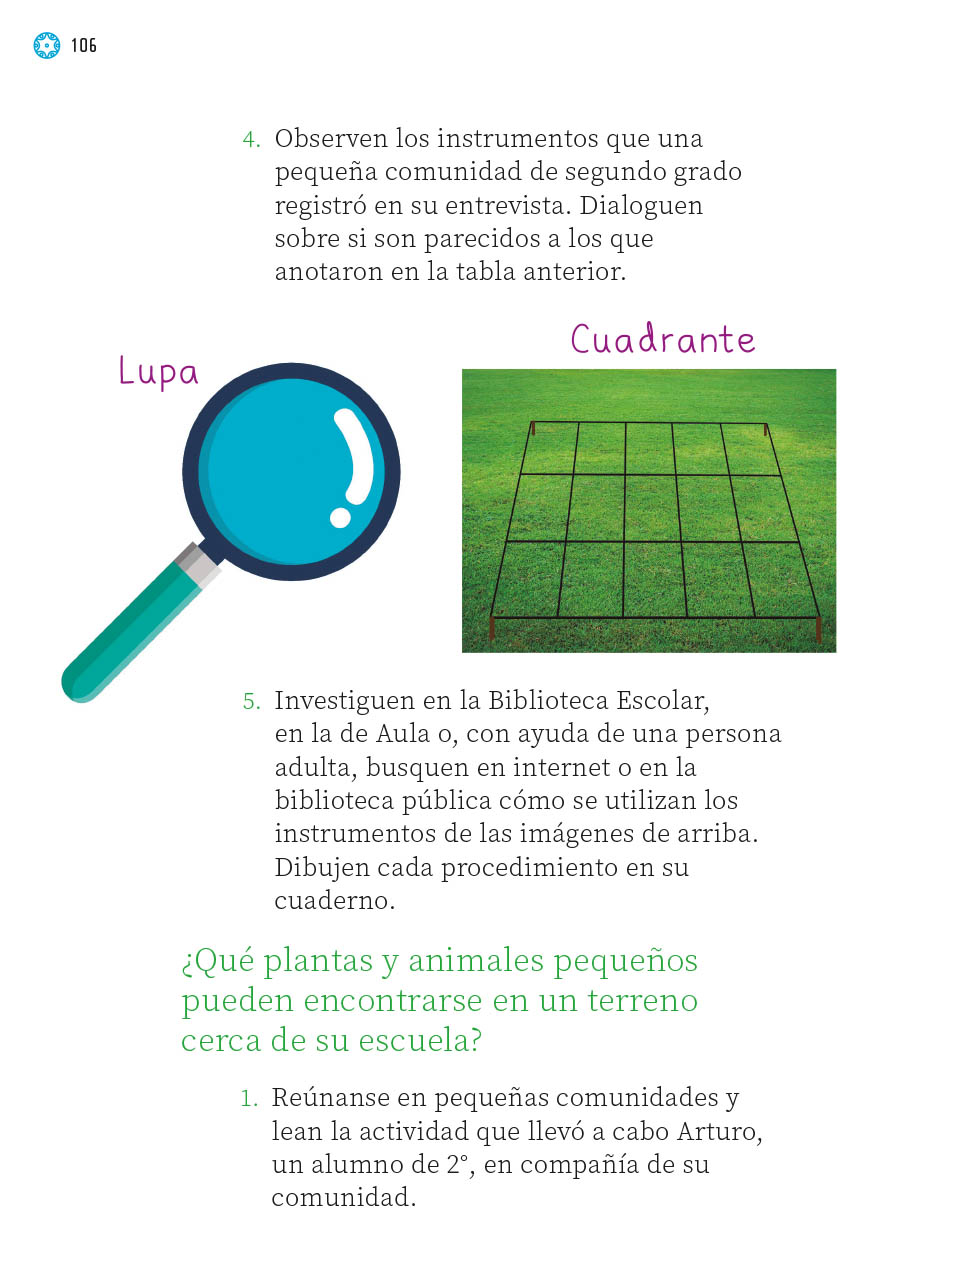 106
4. Observen los instrumentos que una
pequeña comunidad de segundo grado
registró en su entrevista. Dialoguen
sobre si son parecidos a los que
anotaron en la tabla anterior.
Lupa
Cuadrante
5. Investiguen en la Biblioteca Escolar,
en la de Aula o, con ayuda de una persona
adulta, busquen en internet o en la
biblioteca pública cómo se utilizan los
instrumentos de las imágenes de arriba.
Dibujen cada procedimiento en su
cuaderno.
¿Qué plantas y animales pequeños
pueden encontrarse en un terreno
cerca de su escuela?
1. Reúnanse en pequeñas comunidades y
lean la actividad que llevó a cabo Arturo,
un alumno de 2°, en compañía de su
comunidad.